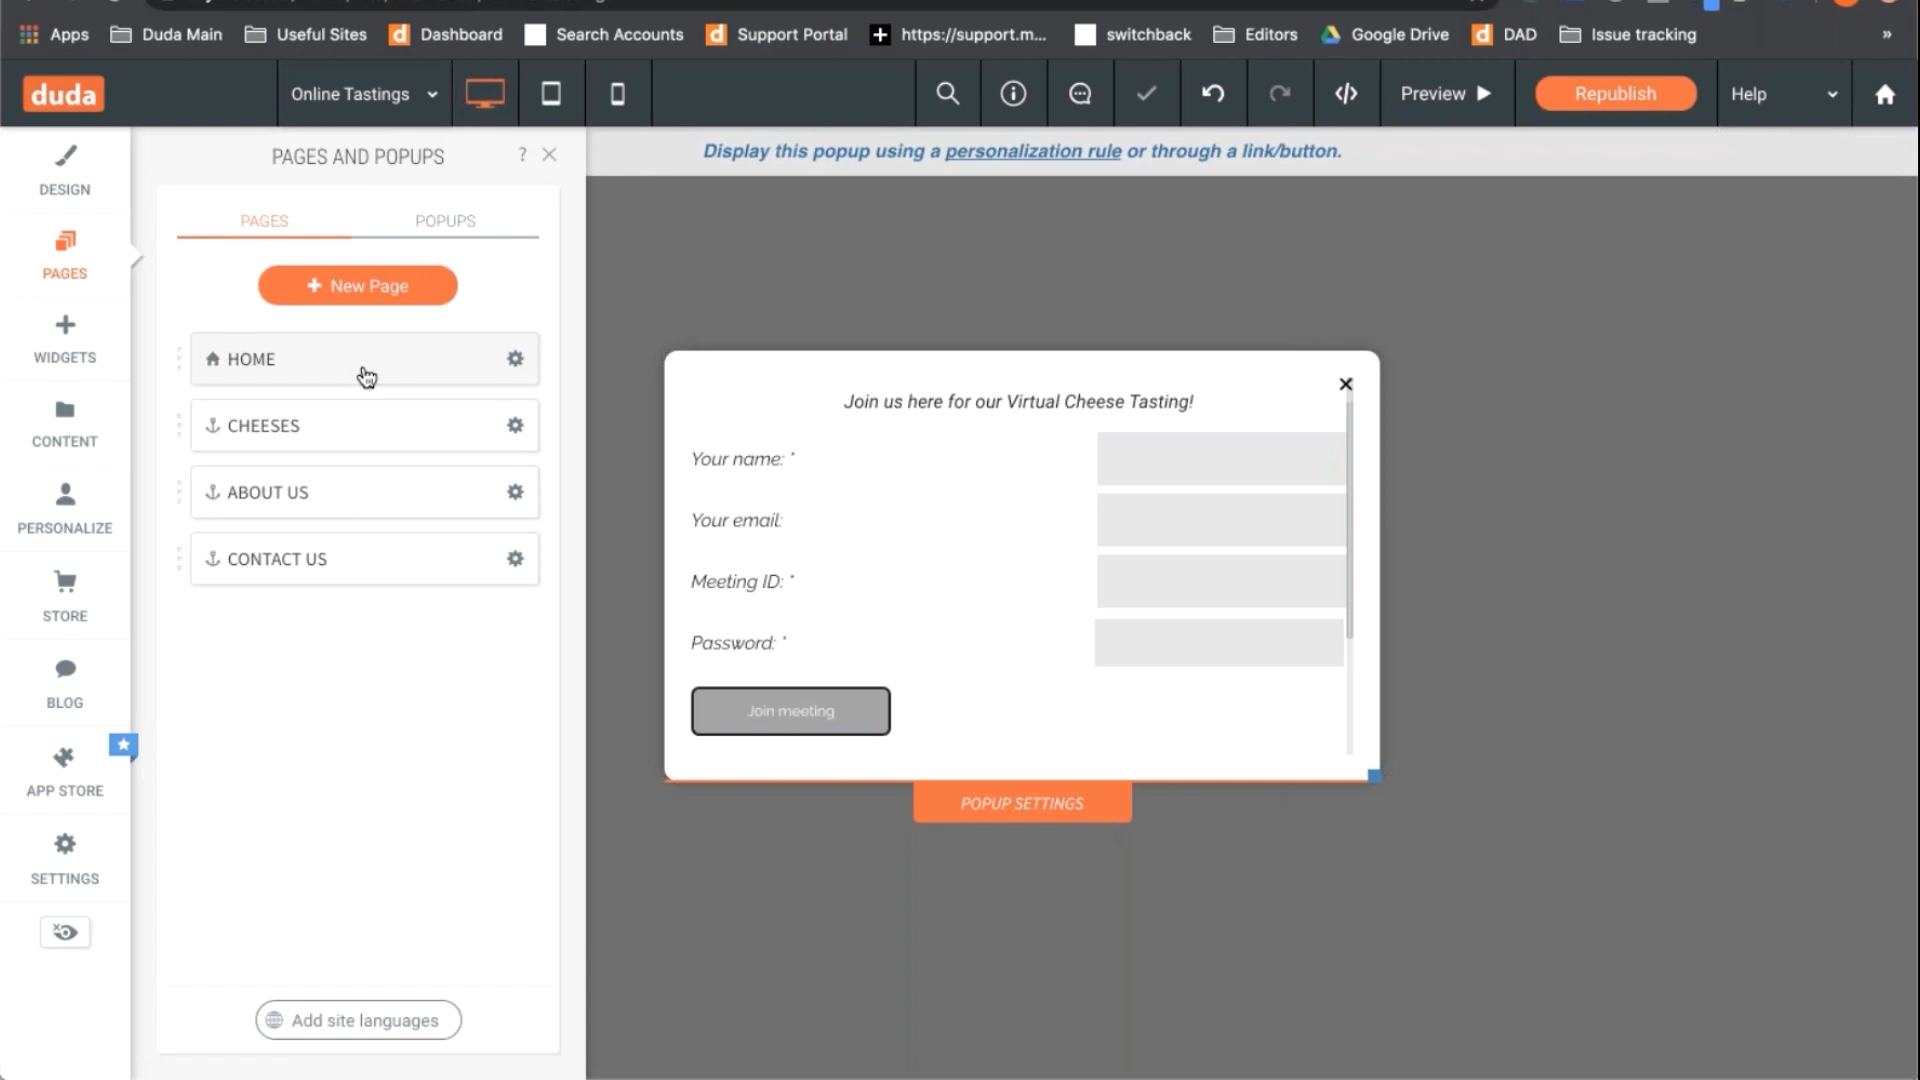 Apps Duda Main Useful Sites Dashboard Search Accounts Support Portal https://support.m... switchback Editors Google Drive DAD Issue tracking »
duda Online Tastings Preview Republish Help
DESIGN
PAGES
WIDGETS
CONTENT
PERSONALIZE
STORE
BLOG
APP STORE
SETTINGS
PAGES AND POPUPS ?
PAGES POPUPS
+ New Page
HOME
CHEESES
ABOUT US
CONTACT US
Add site languages
Display this popup using a personalization rule or through a link/button.
Join us here for our Virtual Cheese Tasting!
Your name: *
Your email:
Meeting ID: *
Password: *
Join meeting
POPUP SETTINGS